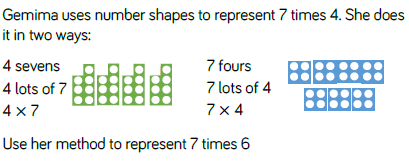 Gemima uses number shapes to represent 7 times 4. She does
it in two ways:
4 sevens
4 lots of 7
4 × 7
7 fours
7 lots of 4
7 × 4
Use her method to represent 7 times 6